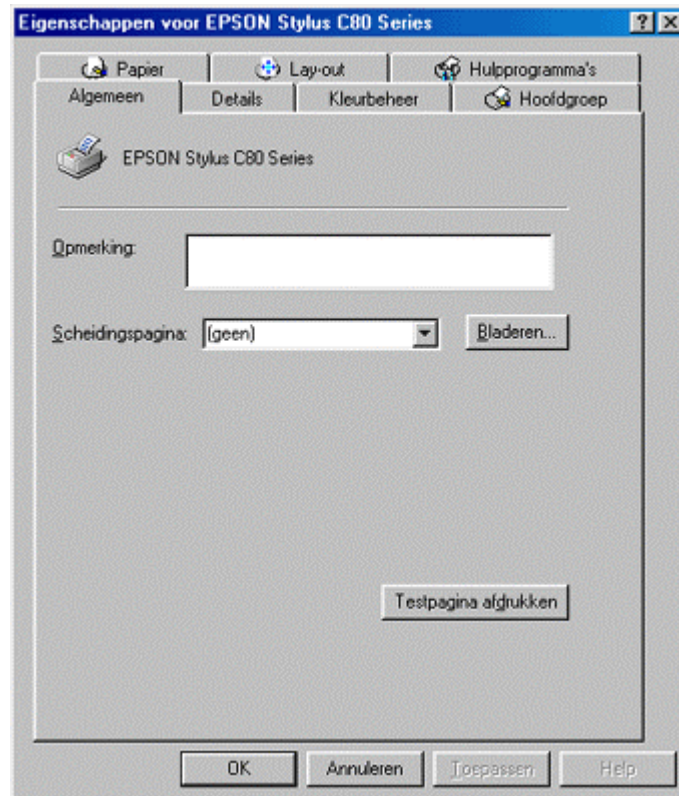 Eigenschappen voor EPSON Stylus C80 Series
Papier Lay-out Hulpprogramma's
Algemeen Details Kleurbeheer Hoofdgroep
EPSON Stylus C80 Series
Opmerking:
Scheidingspagina: (geen) Bladeren...
Testpagina afdrukken
OK Annuleren Toepassen Help